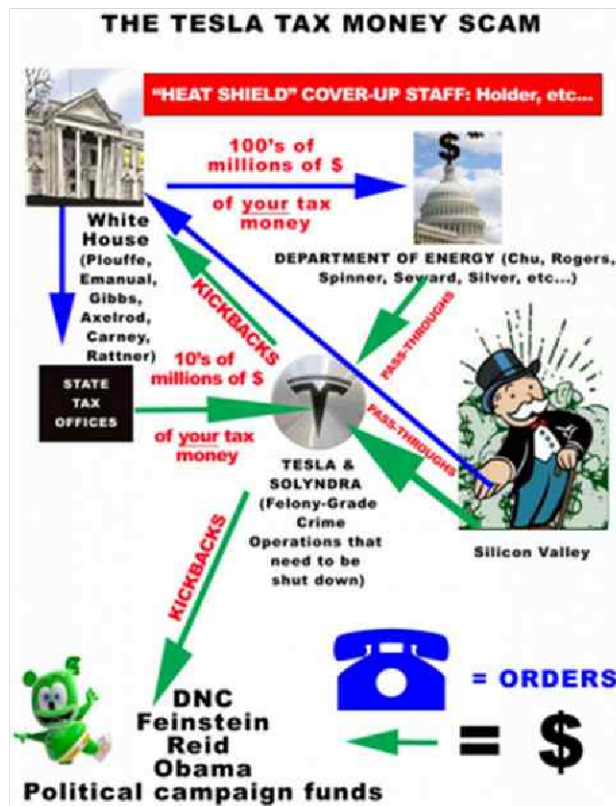 THE TESLA TAX MONEY SCAM
"HEAT SHIELD" COVER-UP STAFF: Holder, etc...
100's of
millions of $
of your tax
money
$
White
House
(Plouffe,
Emanual,
Gibbs,
Axelrod,
Carney,
Rattner)
DEPARTMENT OF ENERGY (Chu, Rogers,
Spinner, Seward, Silver, etc...)
KICKBACKS
PASS-THROUGHS
STATE
TAX
OFFICES
10's of
millions of $
of your tax
money
PASS-THROUGHS
TESLA &
SOLYNDRA
(Felony-Grade
Crime
Operations that
need to be
shut down)
Silicon Valley
KICKBACKS
DNC
Feinstein
Reid
Obama
Political campaign funds
= ORDERS
= $